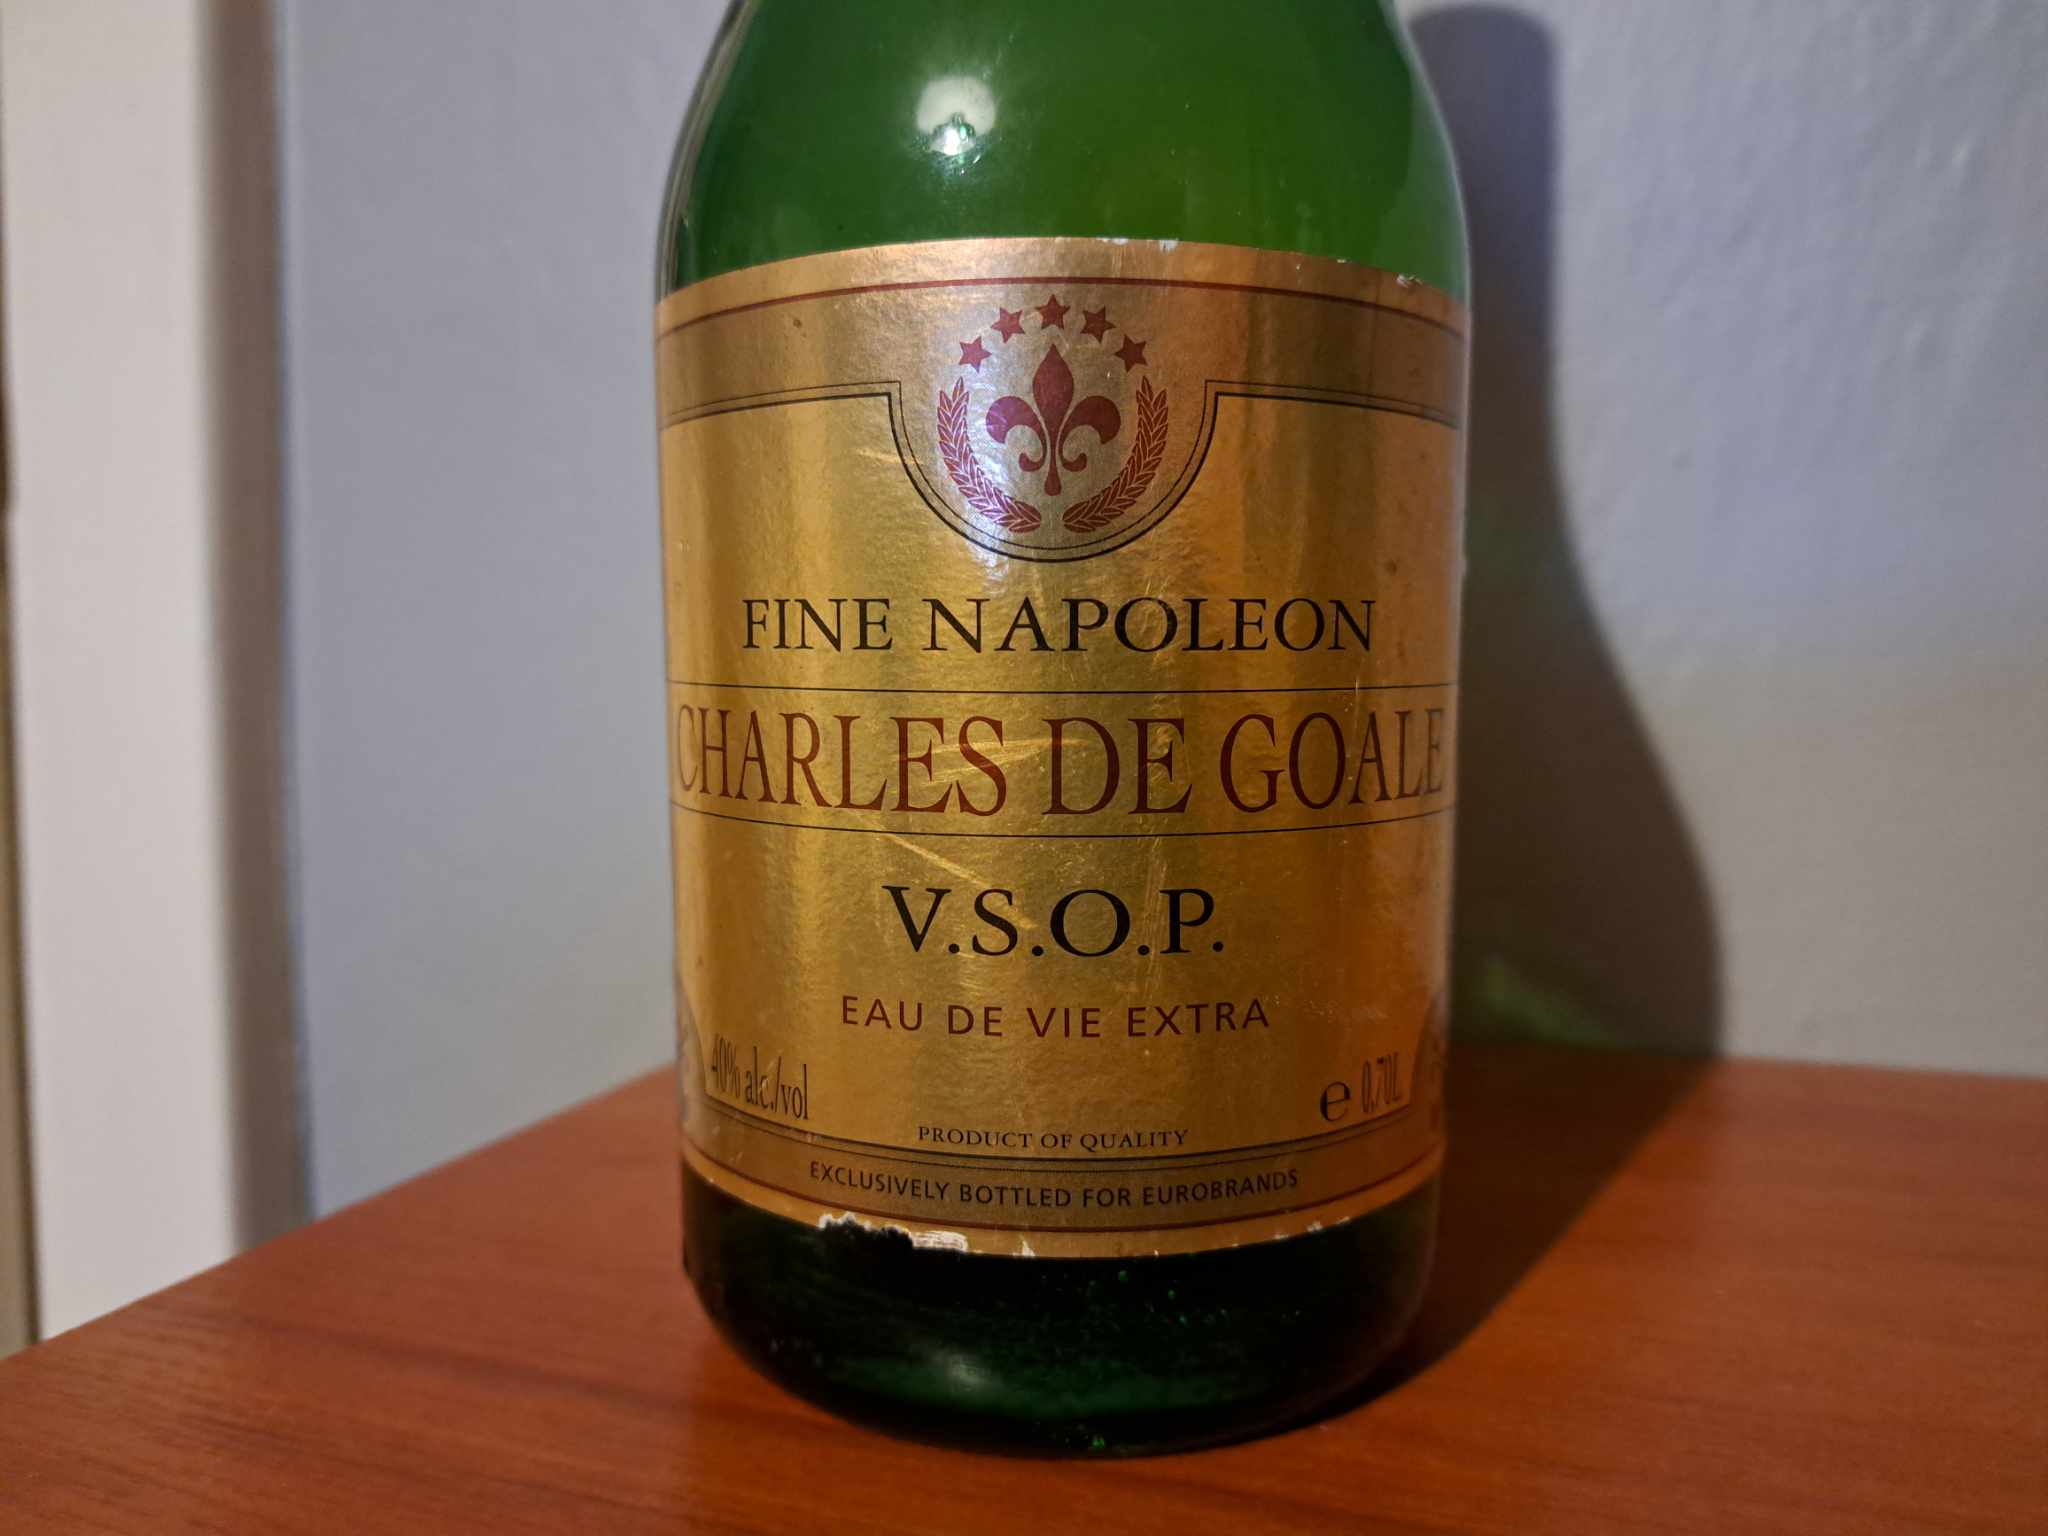 FINE NAPOLEON
CHARLES DE GOALE
V.S.O.P.
EAU DE VIE EXTRA
40% alc./vol
e 0,70L
PRODUCT OF QUALITY
EXCLUSIVELY BOTTLED FOR EUROBRANDS